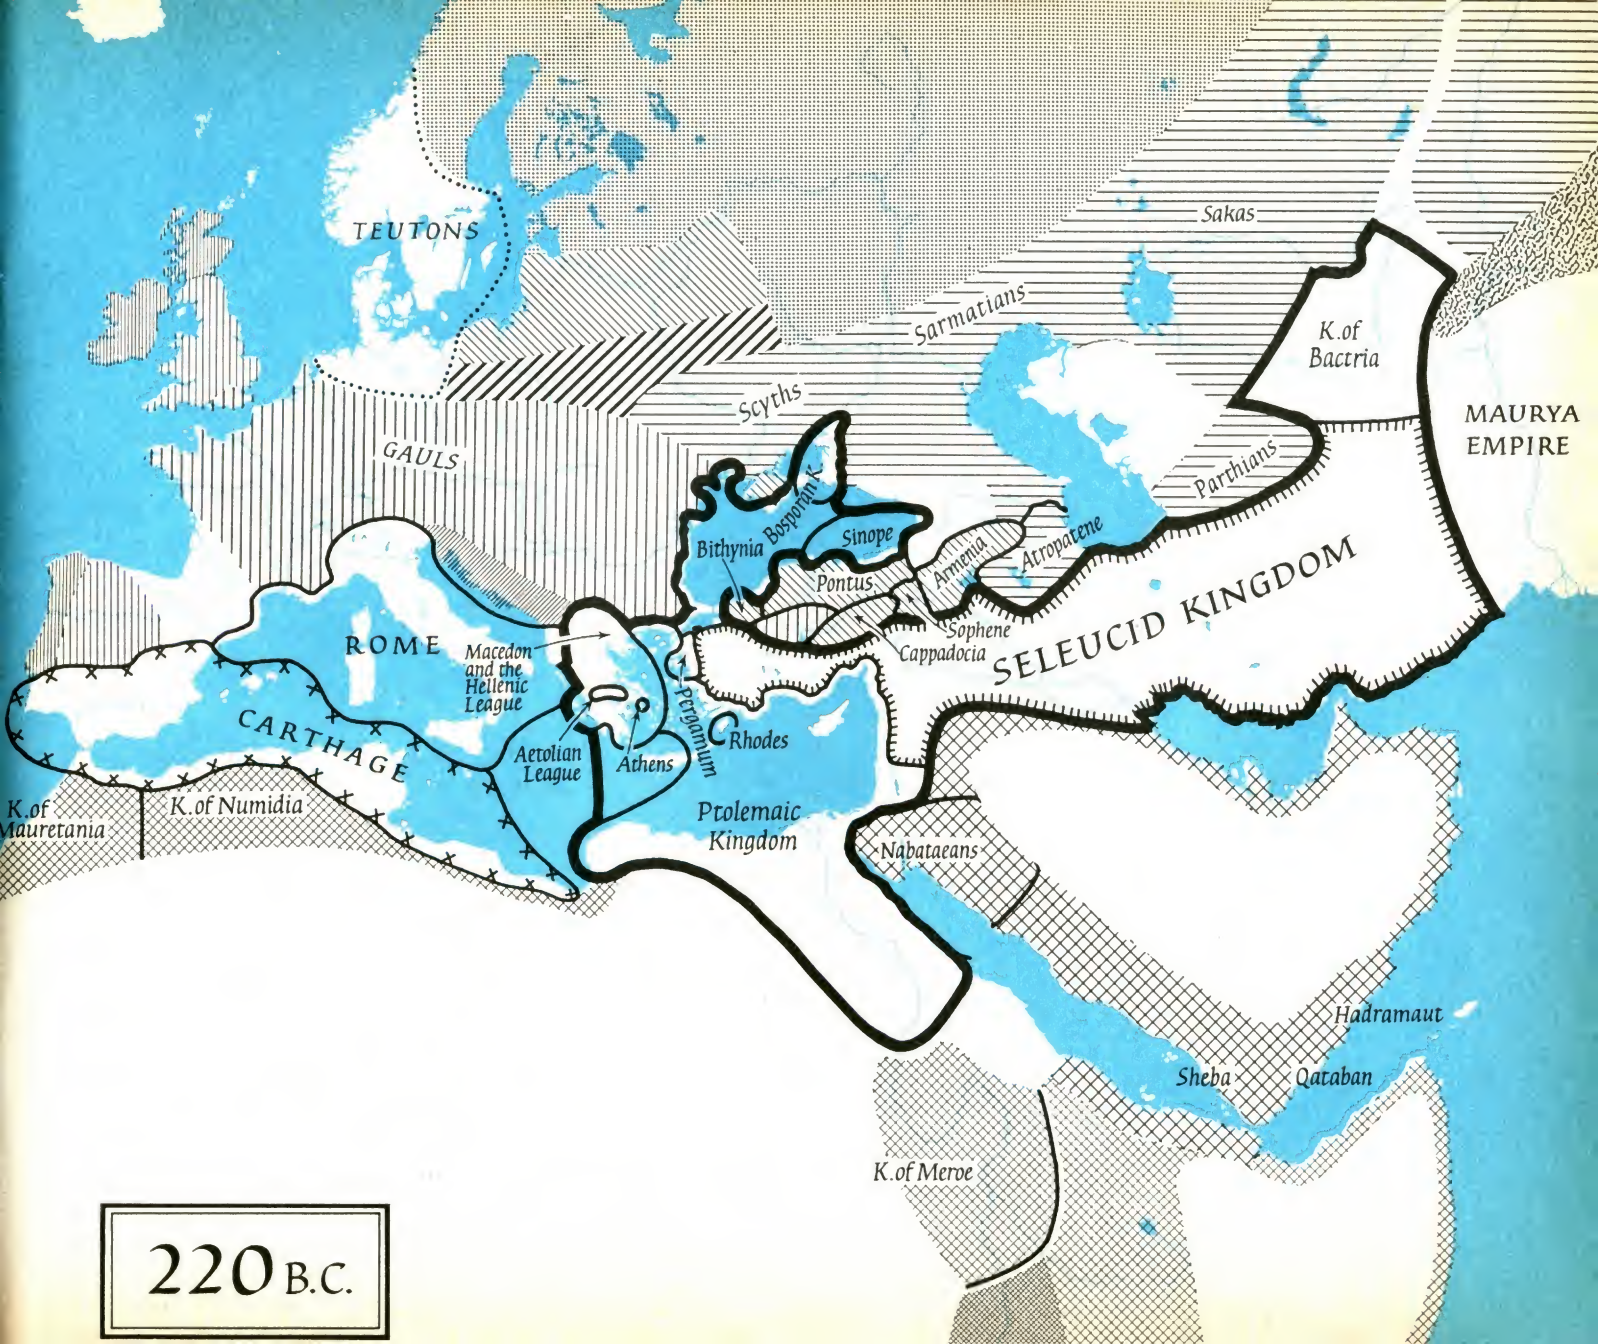 TEUTONS
Sakas
Sarmatians
K. of
Bactria
MAURYA
EMPIRE
Scyths
GAULS
Parthians
Bosporan K.
Sinope
Bithynia
Armenia
Atropatene
Pontus
SELEUCID KINGDOM
Sophene
Cappadocia
ROME
Macedon
and the
Hellenic
League
Pergamum
CARTHAGE
Rhodes
Aetolian
League
Athens
K. of
Mauretania
K. of Numidia
Ptolemaic
Kingdom
Nabataeans
Hadramaut
Sheba
Qataban
K. of Meroe
220 B.C.